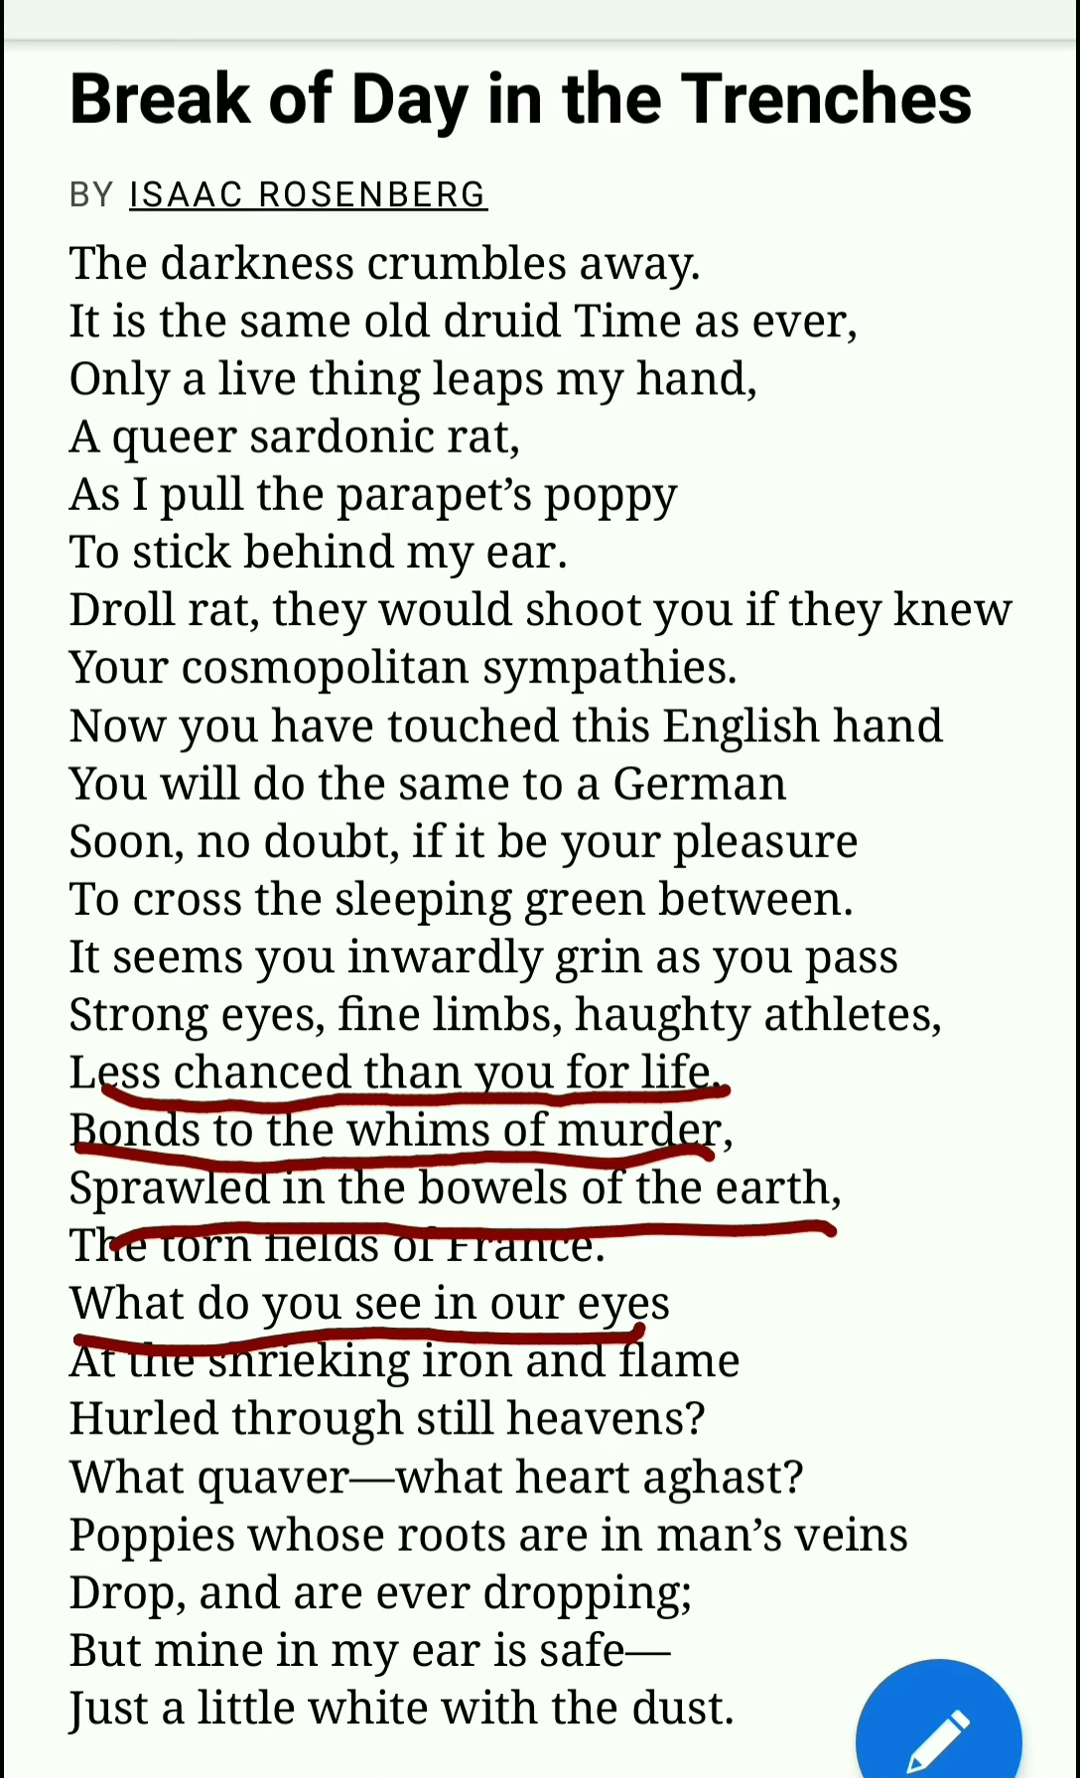 Break of Day in the Trenches
BY ISAAC ROSENBERG
The darkness crumbles away.
It is the same old druid Time as ever,
Only a live thing leaps my hand,
A queer sardonic rat,
As I pull the parapet’s poppy
To stick behind my ear.
Droll rat, they would shoot you if they knew
Your cosmopolitan sympathies.
Now you have touched this English hand
You will do the same to a German
Soon, no doubt, if it be your pleasure
To cross the sleeping green between.
It seems you inwardly grin as you pass
Strong eyes, fine limbs, haughty athletes,
Less chanced than you for life,
Bonds to the whims of murder,
Sprawled in the bowels of the earth,
The torn fields of France.
What do you see in our eyes
At the shrieking iron and flame
Hurled through still heavens?
What quaver—what heart aghast?
Poppies whose roots are in man’s veins
Drop, and are ever dropping;
But mine in my ear is safe—
Just a little white with the dust.